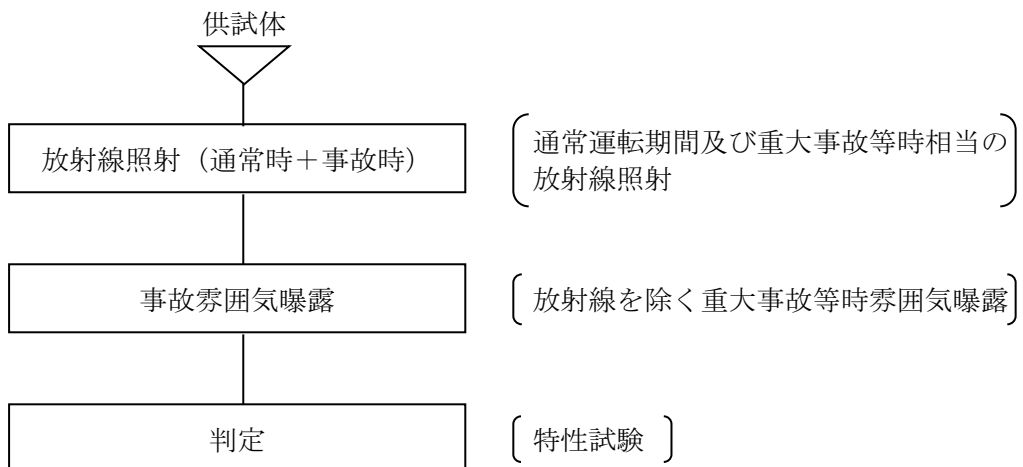 供試体
放射線照射（通常時＋事故時）
通常運転期間及び重大事故等時相当の
放射線照射
事故雰囲気曝露
放射線を除く重大事故等時雰囲気曝露
判定
特性試験